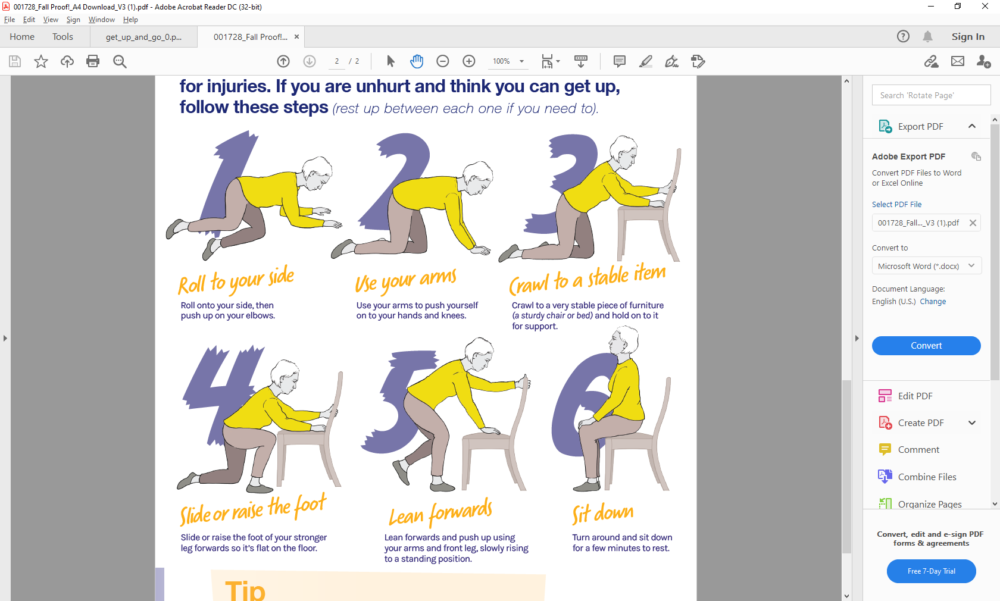 001728_Fall Proof!_A4 Download_V3 (1).pdf - Adobe Acrobat Reader DC (32-bit)
File Edit View Sign Window Help
Home Tools get_up_and_go_0.p... 001728_Fall Proof!... Sign In
2 / 2 100%
for injuries. If you are unhurt and think you can get up,
follow these steps (rest up between each one if you need to).
1 2 3
Roll to your side
Roll onto your side, then
push up on your elbows.
Use your arms
Use your arms to push yourself
on to your hands and knees.
Crawl to a stable item
Crawl to a very stable piece of furniture
(a sturdy chair or bed) and hold on to it
for support.
4 5 6
Slide or raise the foot
Slide or raise the foot of your stronger
leg forwards so it's flat on the floor.
Lean forwards
Lean forwards and push up using
your arms and front leg, slowly rising
to a standing position.
Sit down
Turn around and sit down
for a few minutes to rest.
Tip
Search 'Rotate Page'
Export PDF
Adobe Export PDF
Convert PDF Files to Word
or Excel Online
Select PDF File
001728_Fall..._V3 (1).pdf
Convert to
Microsoft Word (*.docx)
Document Language:
English (U.S.) Change
Convert
Edit PDF
Create PDF
Comment
Combine Files
Organize Pages
Convert, edit and e-sign PDF
forms & agreements
Free 7-Day Trial